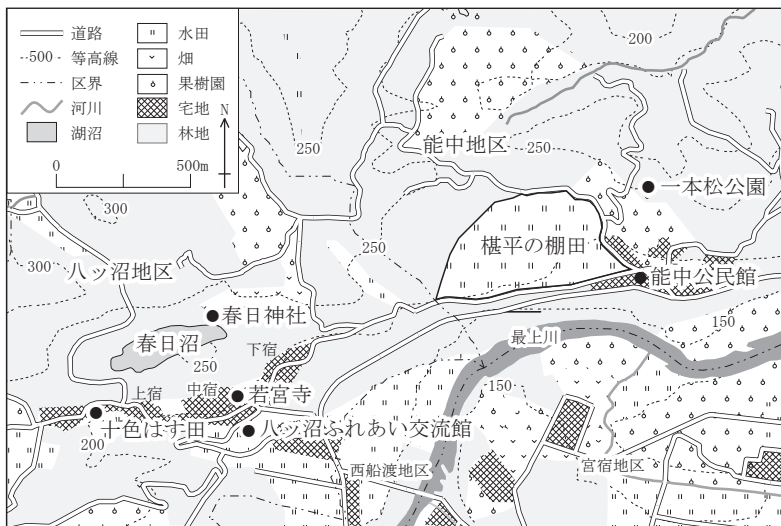 道路
500
等高線
区界
河川
湖沼
水田
畑
果樹園
宅地
林地
N
0
500m
200
250
能中地区
250
250
一本松公園
300
椹平の棚田
300
八ッ沼地区
250
能中公民館
春日神社
春日沼
250
下宿
150
最上川
150
上宿
中宿
若宮寺
十色はす田
200
八ッ沼ふれあい交流館
西船渡地区
宮宿地区